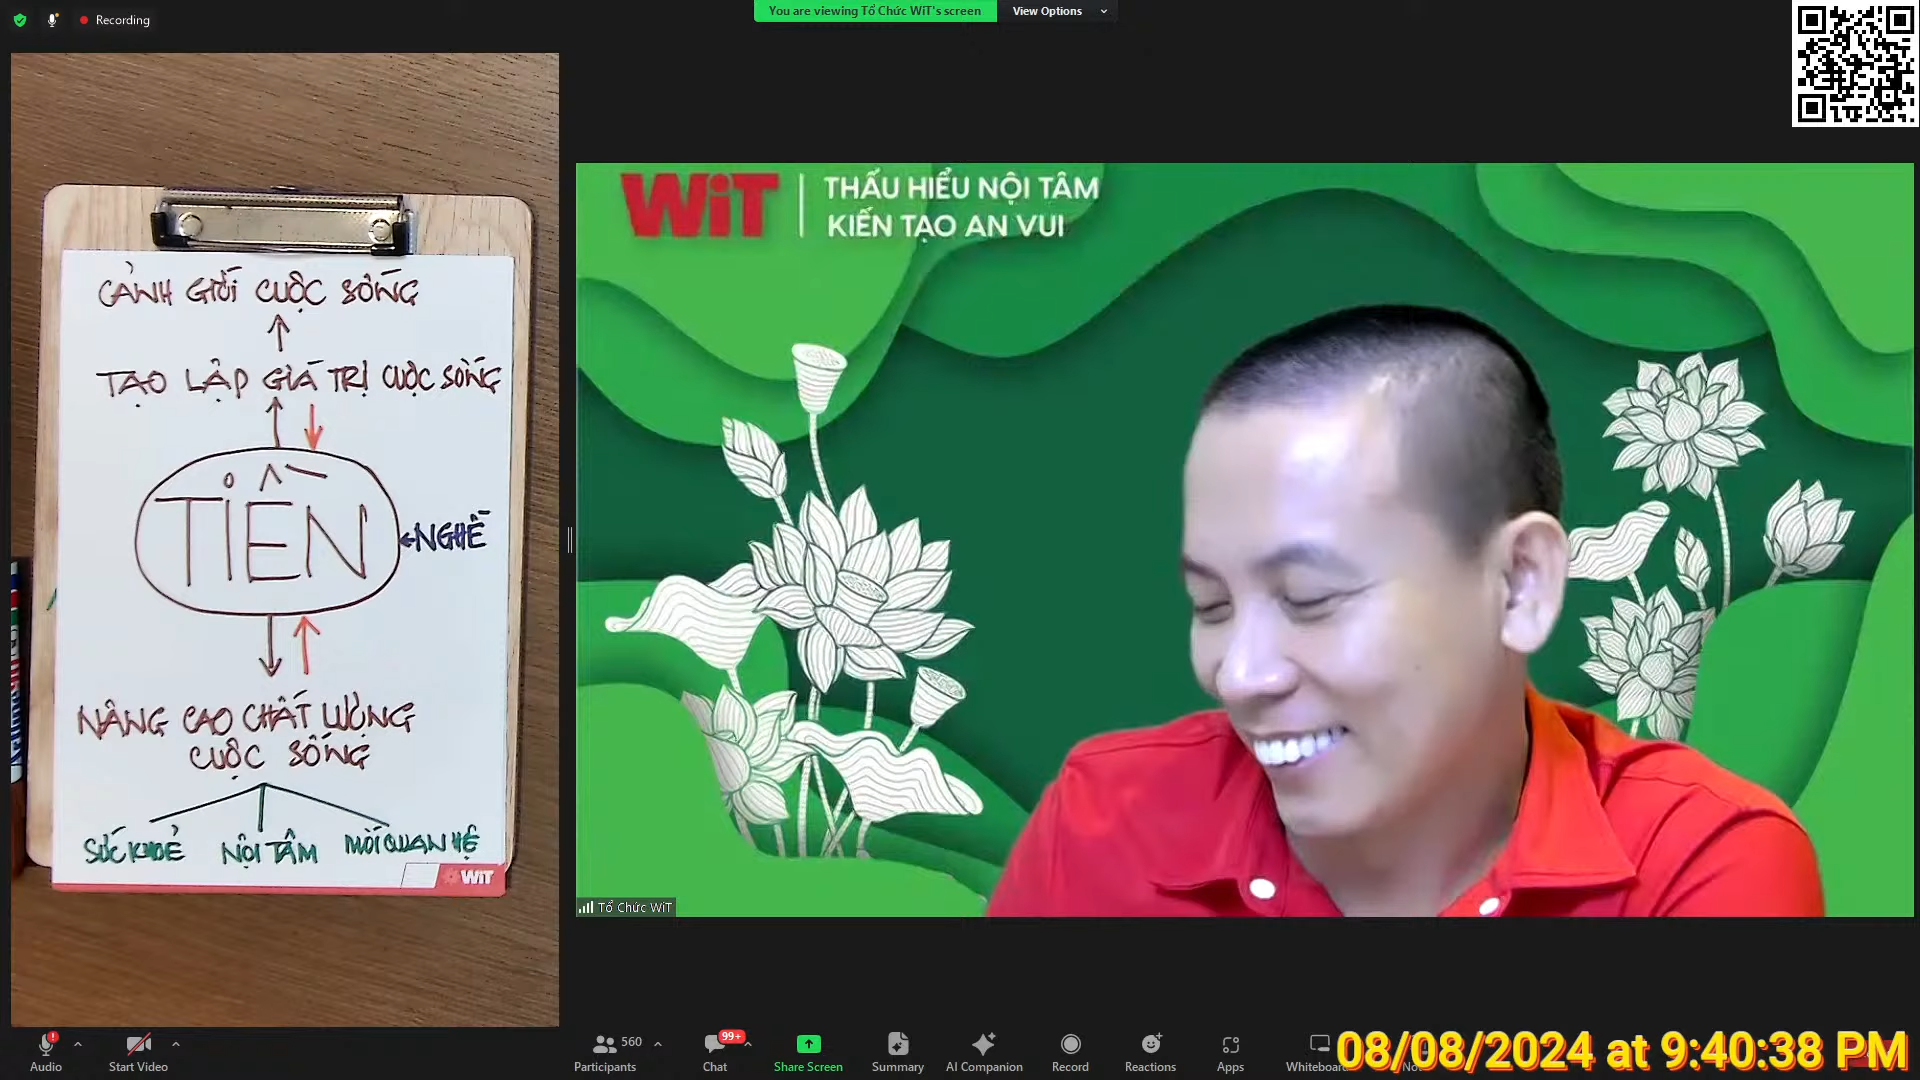 Recording
You are viewing Tổ Chức WiT's screen
View Options
CẢNH GIỚI CUỘC SỐNG
TẠO LẬP GIÁ TRỊ CUỘC SỐNG
TIỀN
NGHỀ
NÂNG CAO CHẤT LƯỢNG
CUỘC SỐNG
SỨC KHOẺ NỘI TÂM MỐI QUAN HỆ
WiT
WiT
THẤU HIỂU NỘI TÂM
KIẾN TẠO AN VUI
Tổ Chức WiT
Audio
Start Video
560
Participants
99+
Chat
Share Screen
Summary
AI Companion
Record
Reactions
Apps
08/08/2024 at 9:40:38 PM